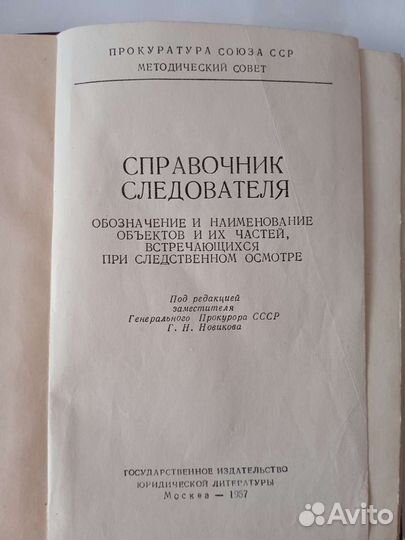 ПРОКУРАТУРА СОЮЗА ССР
МЕТОДИЧЕСКИЙ СОВЕТ
СПРАВОЧНИК
СЛЕДОВАТЕЛЯ
ОБОЗНАЧЕНИЕ И НАИМЕНОВАНИЕ
ОБЪЕКТОВ И ИХ ЧАСТЕЙ,
ВСТРЕЧАЮЩИХСЯ
ПРИ СЛЕДСТВЕННОМ ОСМОТРЕ
Под редакцией
заместителя
Генерального Прокурора СССР
Г. Н. Новикова
ГОСУДАРСТВЕННОЕ ИЗДАТЕЛЬСТВО
ЮРИДИЧЕСКОЙ ЛИТЕРАТУРЫ
Москва — 1957
Avito